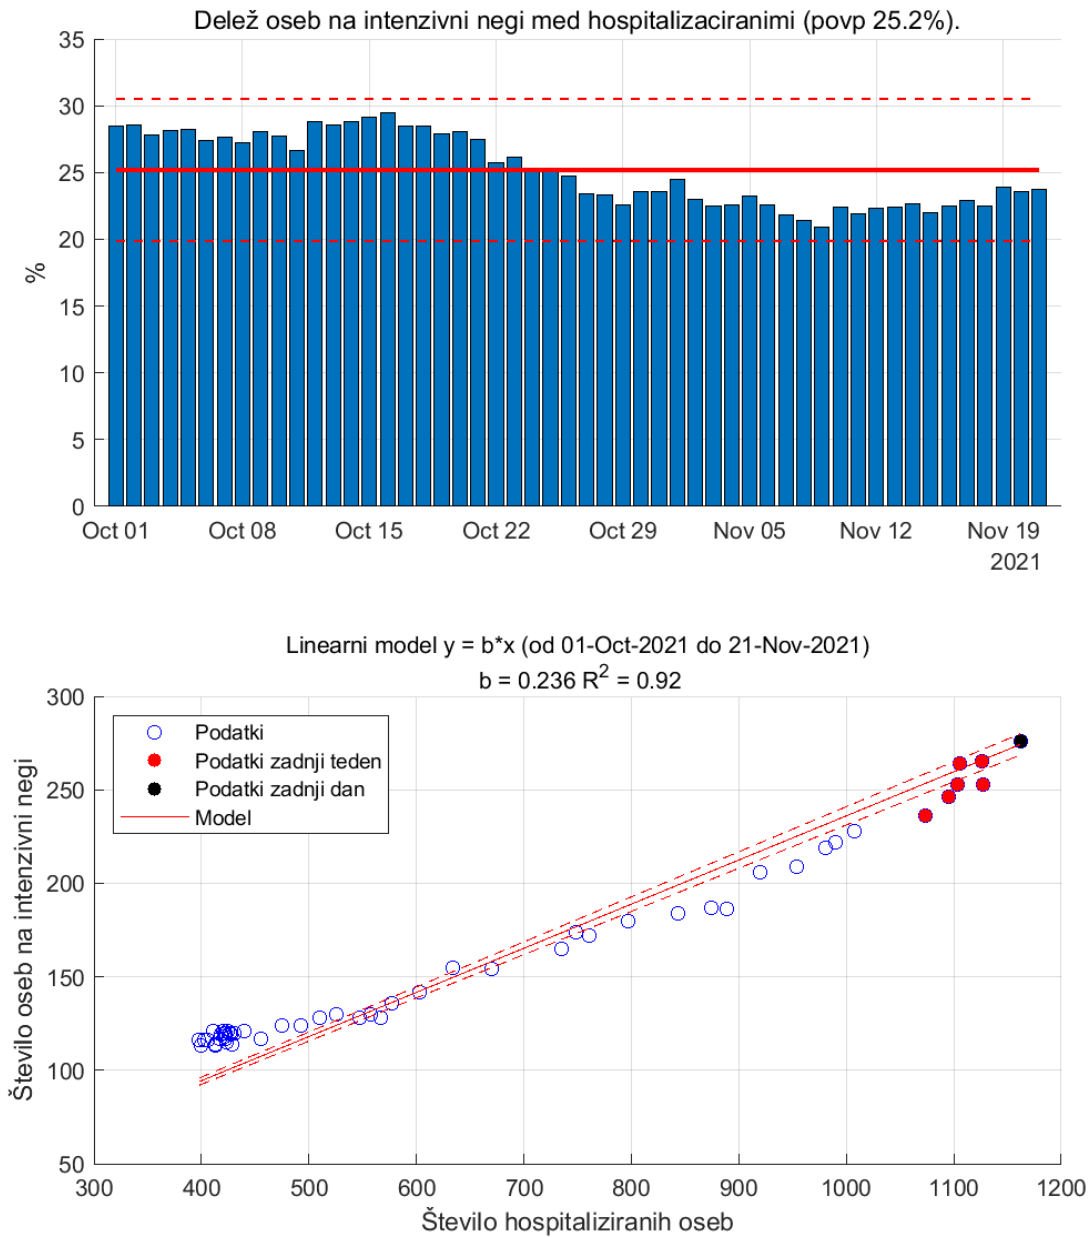 Delež oseb na intenzivni negi med hospitalizaciranimi (povp 25.2%).
35
30
25
20
15
10
5
0
%
Oct 01 Oct 08 Oct 15 Oct 22 Oct 29 Nov 05 Nov 12 Nov 19
2021
Linearni model y = b*x (od 01-Oct-2021 do 21-Nov-2021)
b = 0.236 R² = 0.92
300
250
200
150
100
50
Število oseb na intenzivni negi
Podatki
Podatki zadnji teden
Podatki zadnji dan
Model
300 400 500 600 700 800 900 1000 1100 1200
Število hospitaliziranih oseb